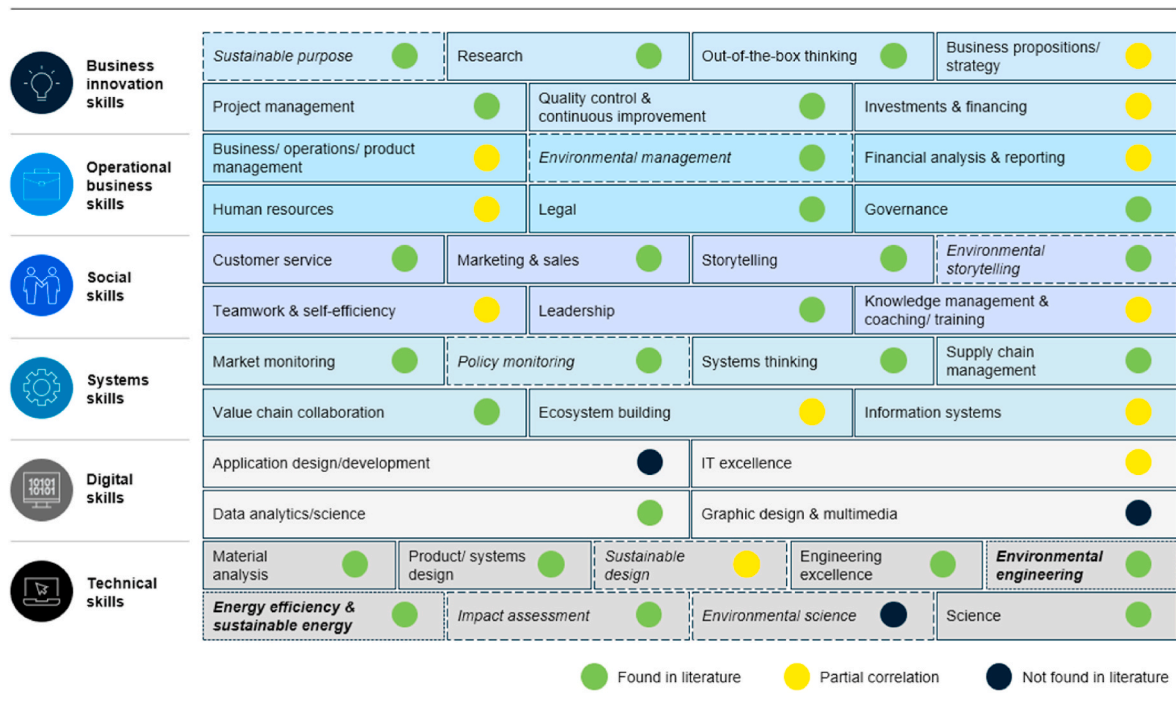 Business
innovation
skills
Sustainable purpose
Research
Out-of-the-box thinking
Business propositions/
strategy
Project management
Quality control &
continuous improvement
Investments & financing
Operational
business
skills
Business/ operations/ product
management
Environmental management
Financial analysis & reporting
Human resources
Legal
Governance
Social
skills
Customer service
Marketing & sales
Storytelling
Environmental
storytelling
Teamwork & self-efficiency
Leadership
Knowledge management &
coaching/ training
Systems
skills
Market monitoring
Policy monitoring
Systems thinking
Supply chain
management
Value chain collaboration
Ecosystem building
Information systems
10101
10101
Digital
skills
Application design/development
IT excellence
Data analytics/science
Graphic design & multimedia
Technical
skills
Material
analysis
Product/ systems
design
Sustainable
design
Engineering
excellence
Environmental
engineering
Energy efficiency &
sustainable energy
Impact assessment
Environmental science
Science
Found in literature
Partial correlation
Not found in literature